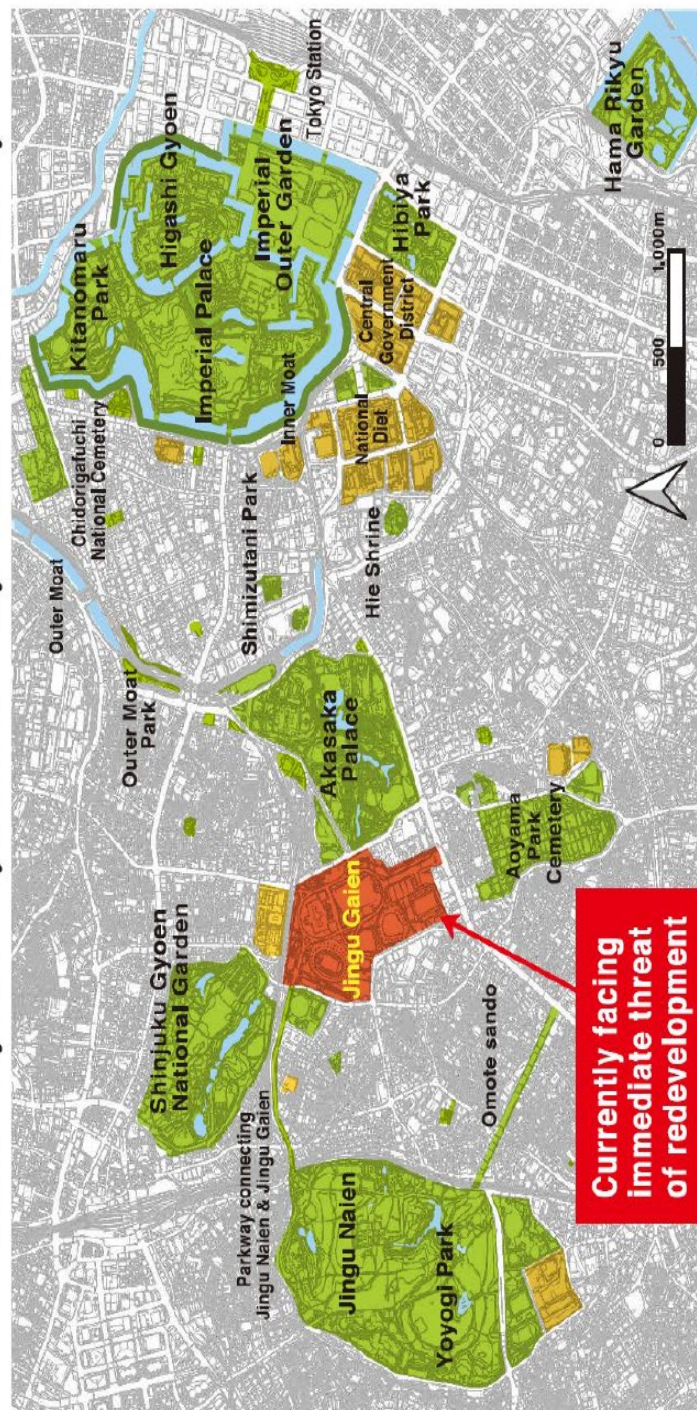 Outer Moat
Chidorigafuchi
National Cemetery
Kitanomaru
Park
Higashi Gyoen
Imperial Palace
Imperial
Outer Garden
Tokyo Station
Outer Moat
Park
Shinjuku Gyoen
National Garden
Shimizutani Park
Inner Moat
Parkway connecting
Jingu Naien & Jingu Gaien
Jingu Gaien
Akasaka
Palace
Hie Shrine
National
Diet
Central
Government
District
Hibiya
Park
Jingu Naien
Yoyogi Park
Omote sando
Aoyama
Park
Cemetery
Hama Rikyu
Garden
Currently facing
immediate threat
of redevelopment
0 500 1,000m